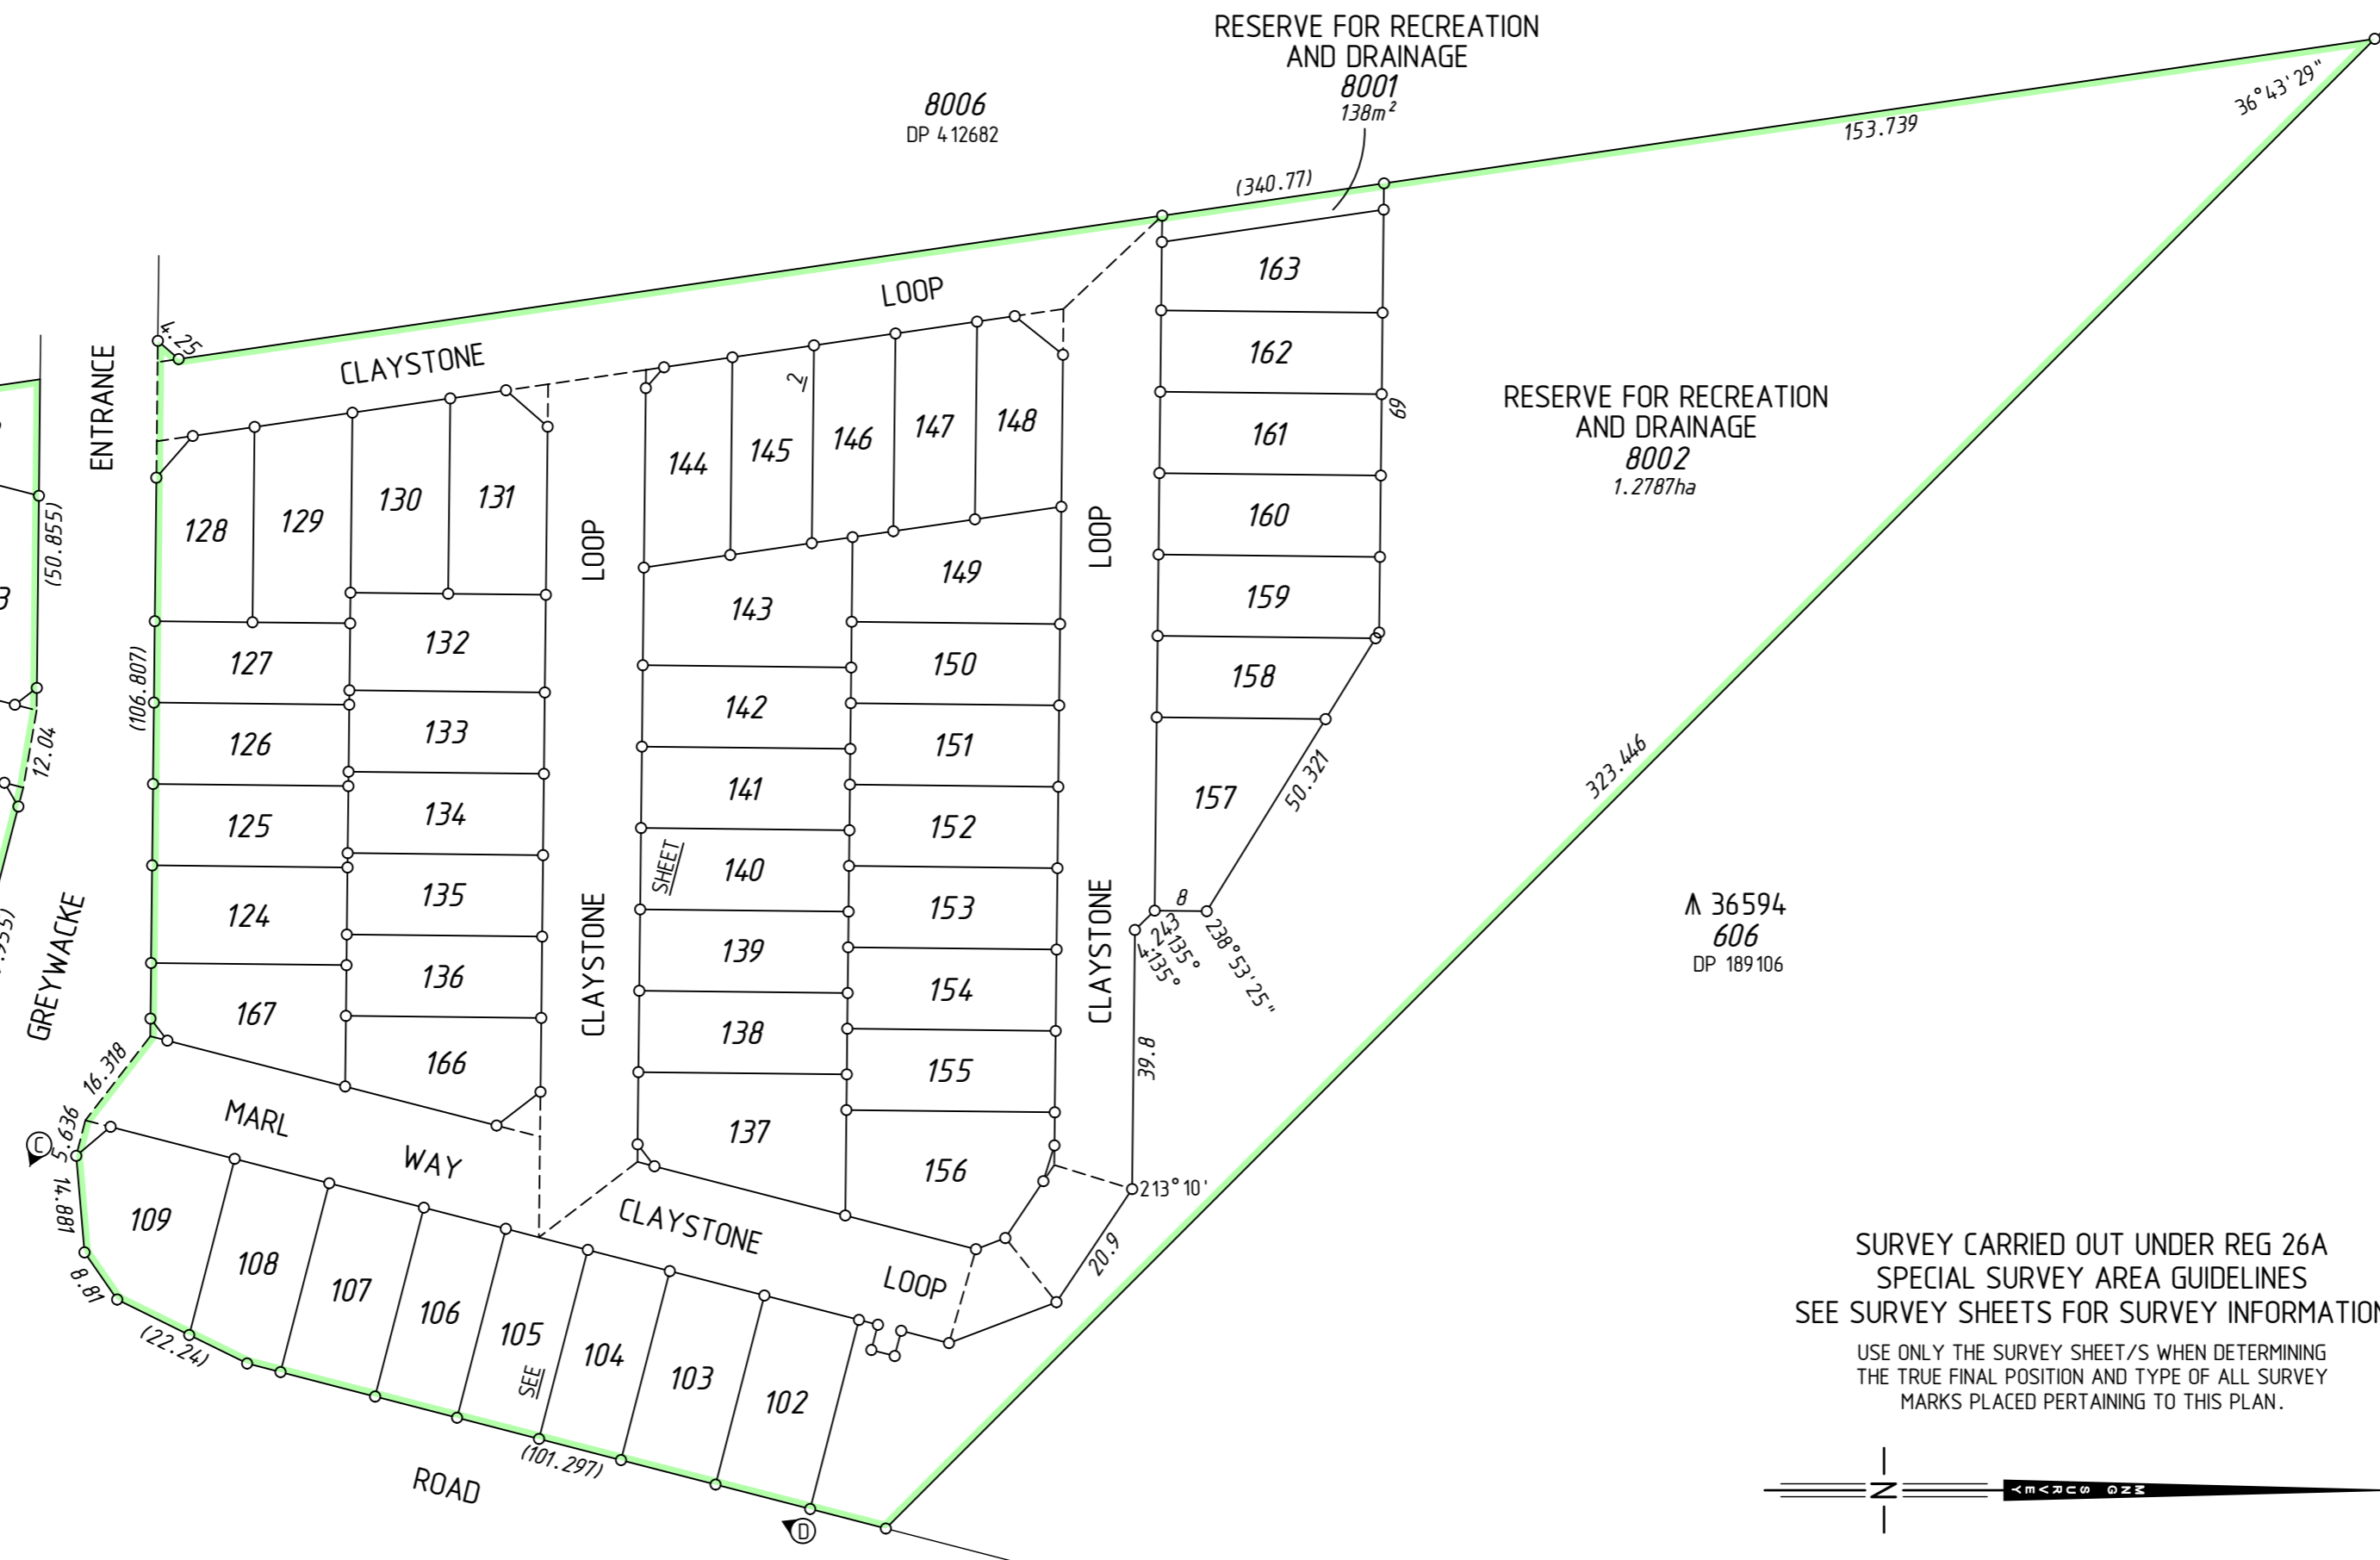 RESERVE FOR RECREATION
AND DRAINAGE
8001
138m²
8006
DP 412682
36°43'29"
153.739
(340.77)
163
LOOP
4.25
ENTRANCE
CLAYSTONE
162
2
69
RESERVE FOR RECREATION
AND DRAINAGE
8002
1.2787ha
128
129
130
131
144
145
146
147
148
161
160
(50.855)
LOOP
LOOP
149
159
3
143
127
132
150
158
(106.807)
142
126
133
151
12.04
157
50.321
323.446
125
134
141
152
SHEET
140
124
135
153
8
GREYWACKE
CLAYSTONE
CLAYSTONE
139
4.243
135°
135°
238°53'25"
36594
606
DP 189106
136
154
167
138
166
155
39.8
16.318
5.636
C
MARL
WAY
137
156
213°10'
14.881
109
CLAYSTONE
LOOP
20.9
8.81
108
107
106
105
104
103
102
(22.24)
SEE
(101.297)
ROAD
D
SURVEY CARRIED OUT UNDER REG 26A
SPECIAL SURVEY AREA GUIDELINES
SEE SURVEY SHEETS FOR SURVEY INFORMATION
USE ONLY THE SURVEY SHEET/S WHEN DETERMINING
THE TRUE FINAL POSITION AND TYPE OF ALL SURVEY
MARKS PLACED PERTAINING TO THIS PLAN.
N
MNG SURVEY